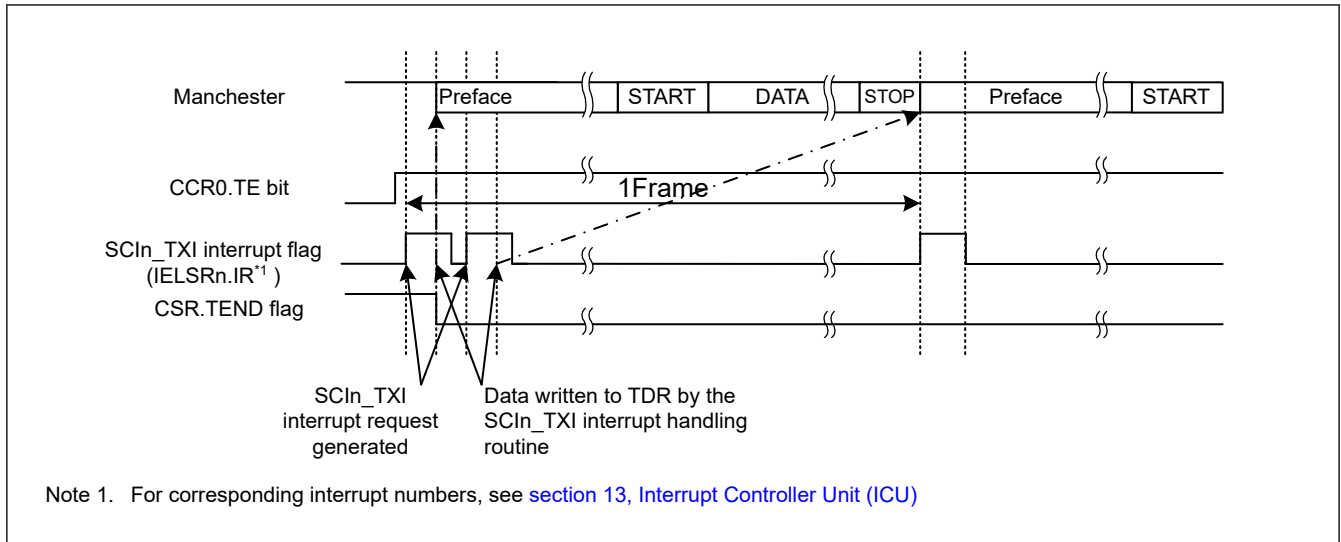 Manchester
Preface
START
DATA
STOP
Preface
START
CCR0.TE bit
1Frame
SCIn_TXI interrupt flag
(IELSRn.IR*1 )
CSR.TEND flag
SCIn_TXI
interrupt request
generated
Data written to TDR by the
SCIn_TXI interrupt handling
routine
Note 1. For corresponding interrupt numbers, see section 13, Interrupt Controller Unit (ICU)